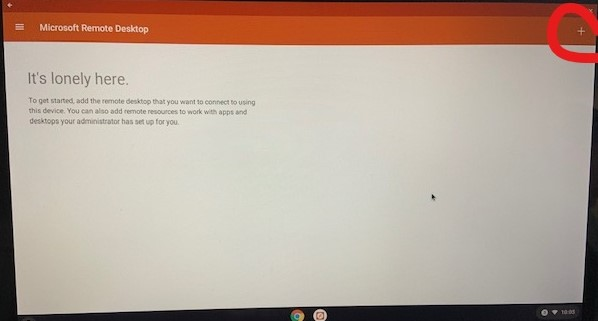 Microsoft Remote Desktop
It's lonely here.
To get started, add the remote desktop that you want to connect to using
this device. You can also add remote resources to work with apps and
desktops your administrator has set up for you.